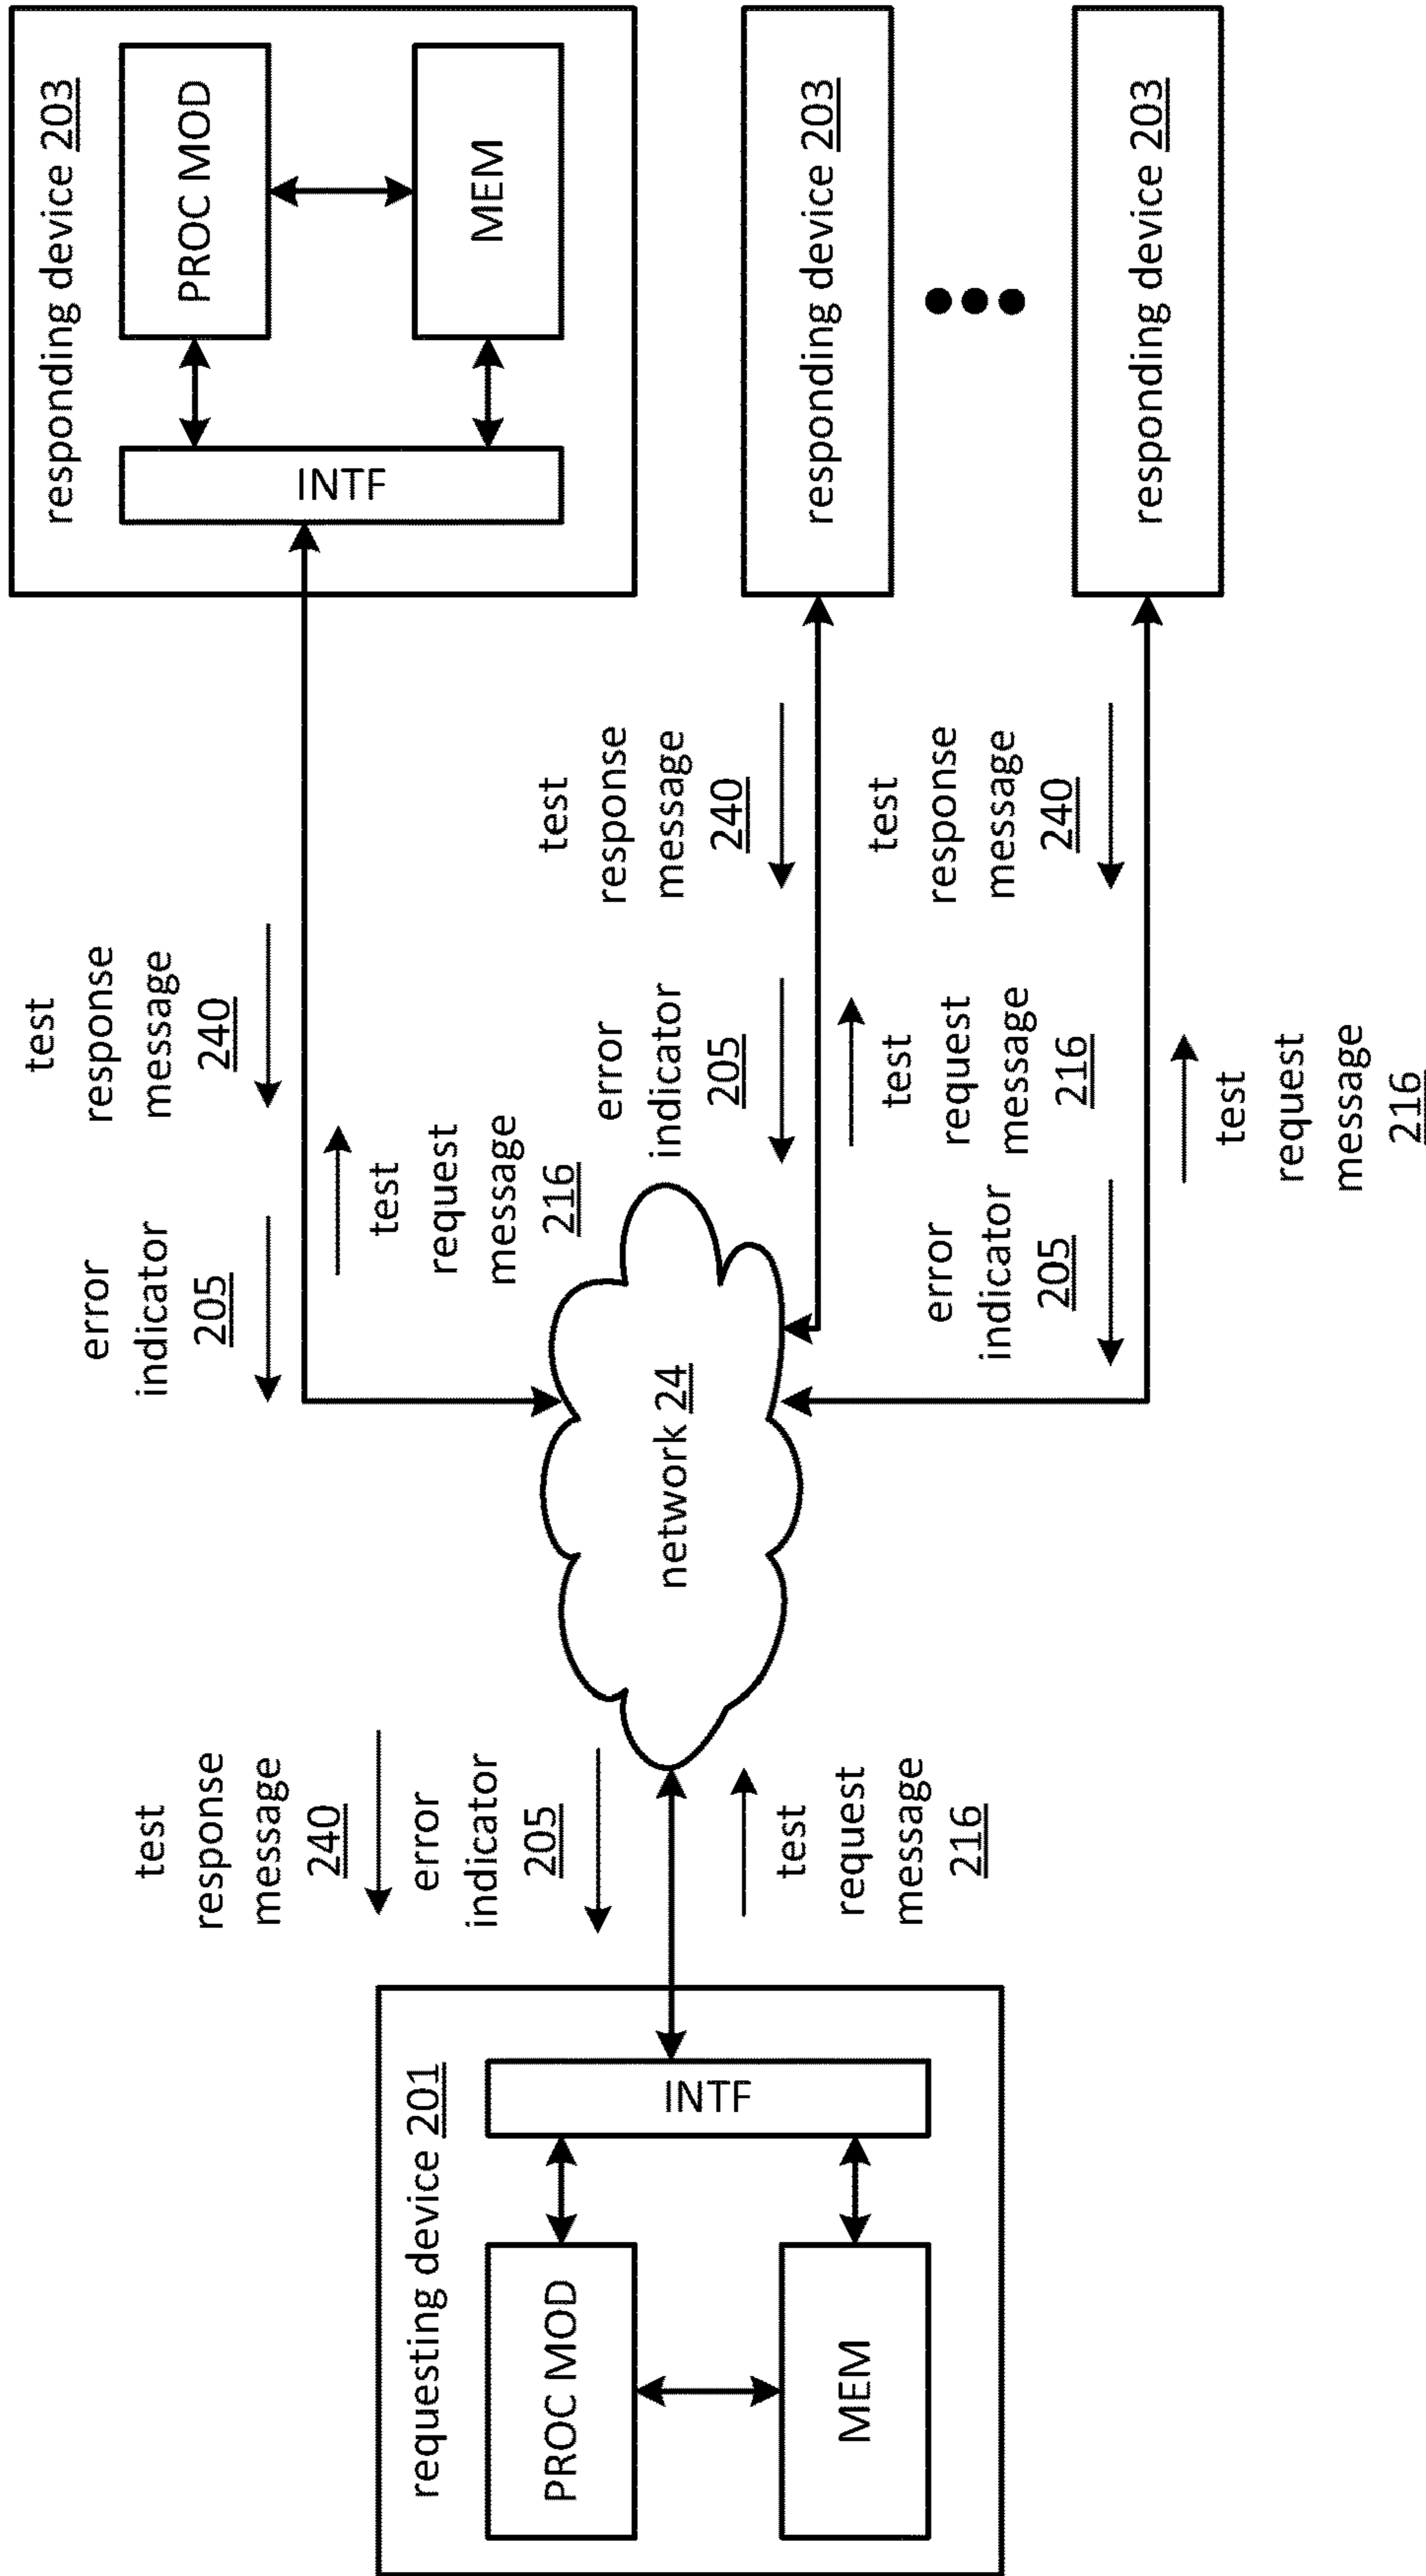 requesting device 201
PROC MOD
MEM
INTF
test
response
message
240
error
indicator
205
test
request
message
216
network 24
error
indicator
205
test
response
message
240
test
request
message
216
responding device 203
INTF
PROC MOD
MEM
error
indicator
205
test
response
message
240
test
request
message
216
responding device 203
error
indicator
205
test
response
message
240
test
request
message
216
responding device 203